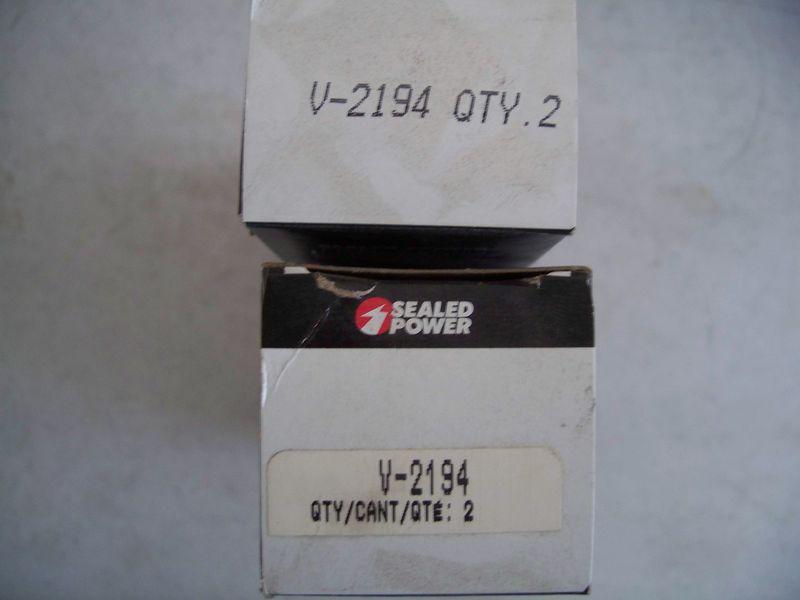 V-2194 QTY.2
SEALED
POWER
V-2194
QTY/CANT/QTÉ: 2